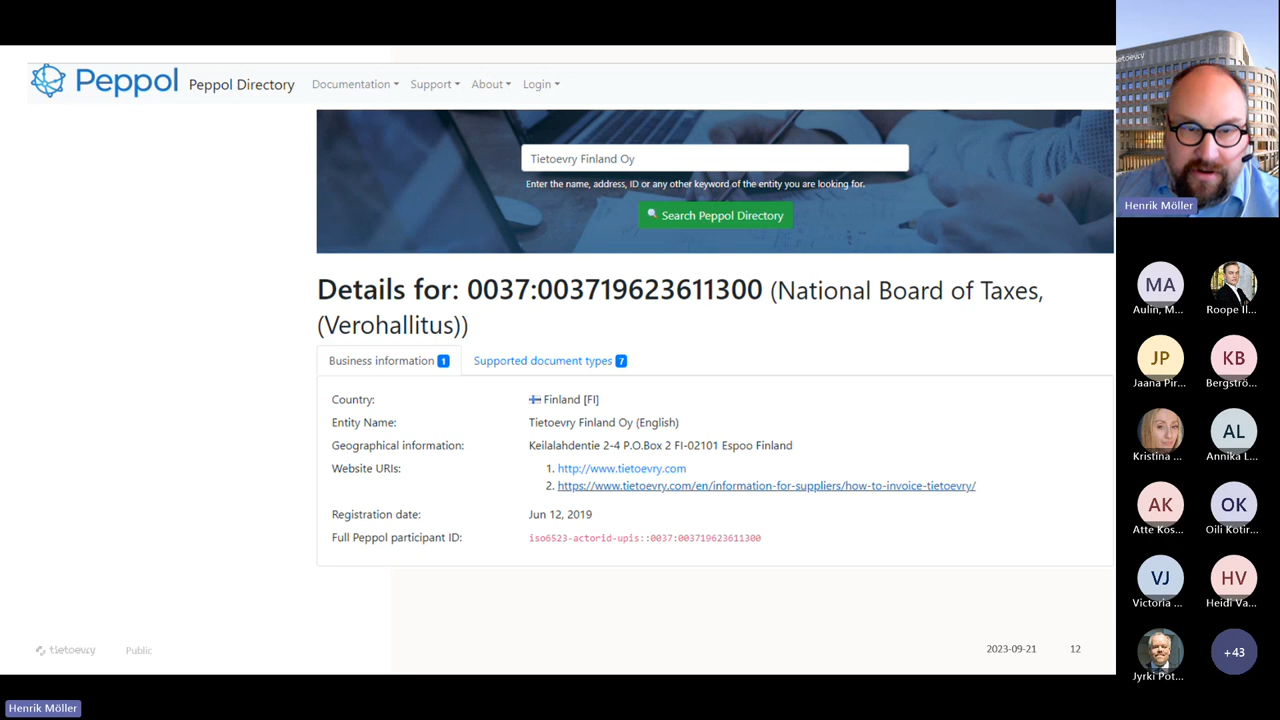 Peppol
Peppol Directory
Documentation
Support
About
Login
Tietoevry Finland Oy
Enter the name, address, ID or any other keyword of the entity you are looking for.
Search Peppol Directory
Details for: 0037:003719623611300 (National Board of Taxes,
(Verohallitus))
Business information 1
Supported document types 7
Country: Finland [FI]
Entity Name: Tietoevry Finland Oy (English)
Geographical information: Keilalahdentie 2-4 P.O.Box 2 FI-02101 Espoo Finland
Website URIs: 1. http://www.tietoevry.com
2. https://www.tietoevry.com/en/information-for-suppliers/how-to-invoice-tietoevry/
Registration date: Jun 12, 2019
Full Peppol participant ID: iso6523-actorid-upis::0037:003719623611300
tietoevry
Public
2023-09-21
12
tietoevry
Henrik Möller
MA
Aulin, M...
Roope Il...
JP
Jaana Pir...
KB
Bergströ...
Kristina ...
AL
Annika L...
AK
Atte Kos...
OK
Oili Kotir...
VJ
Victoria ...
HV
Heidi Va...
Jyrki Pot...
+43
Henrik Möller